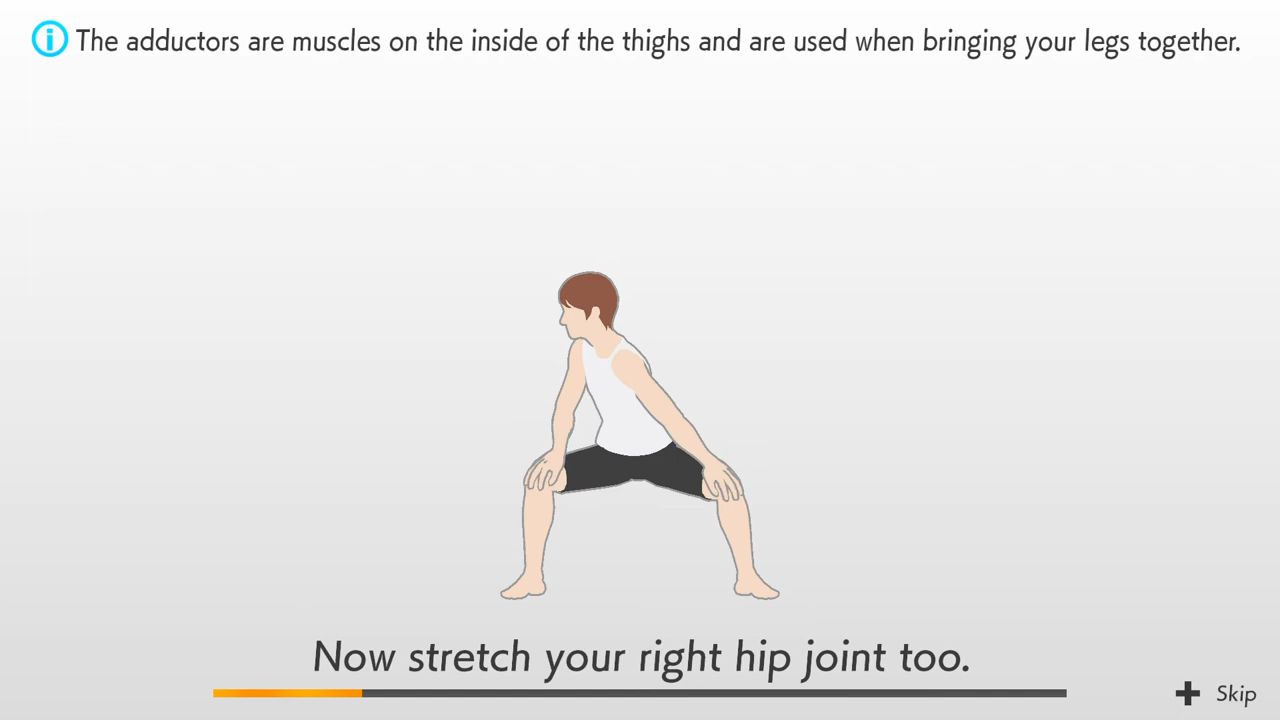 The adductors are muscles on the inside of the thighs and are used when bringing your legs together.
Now stretch your right hip joint too.
Skip